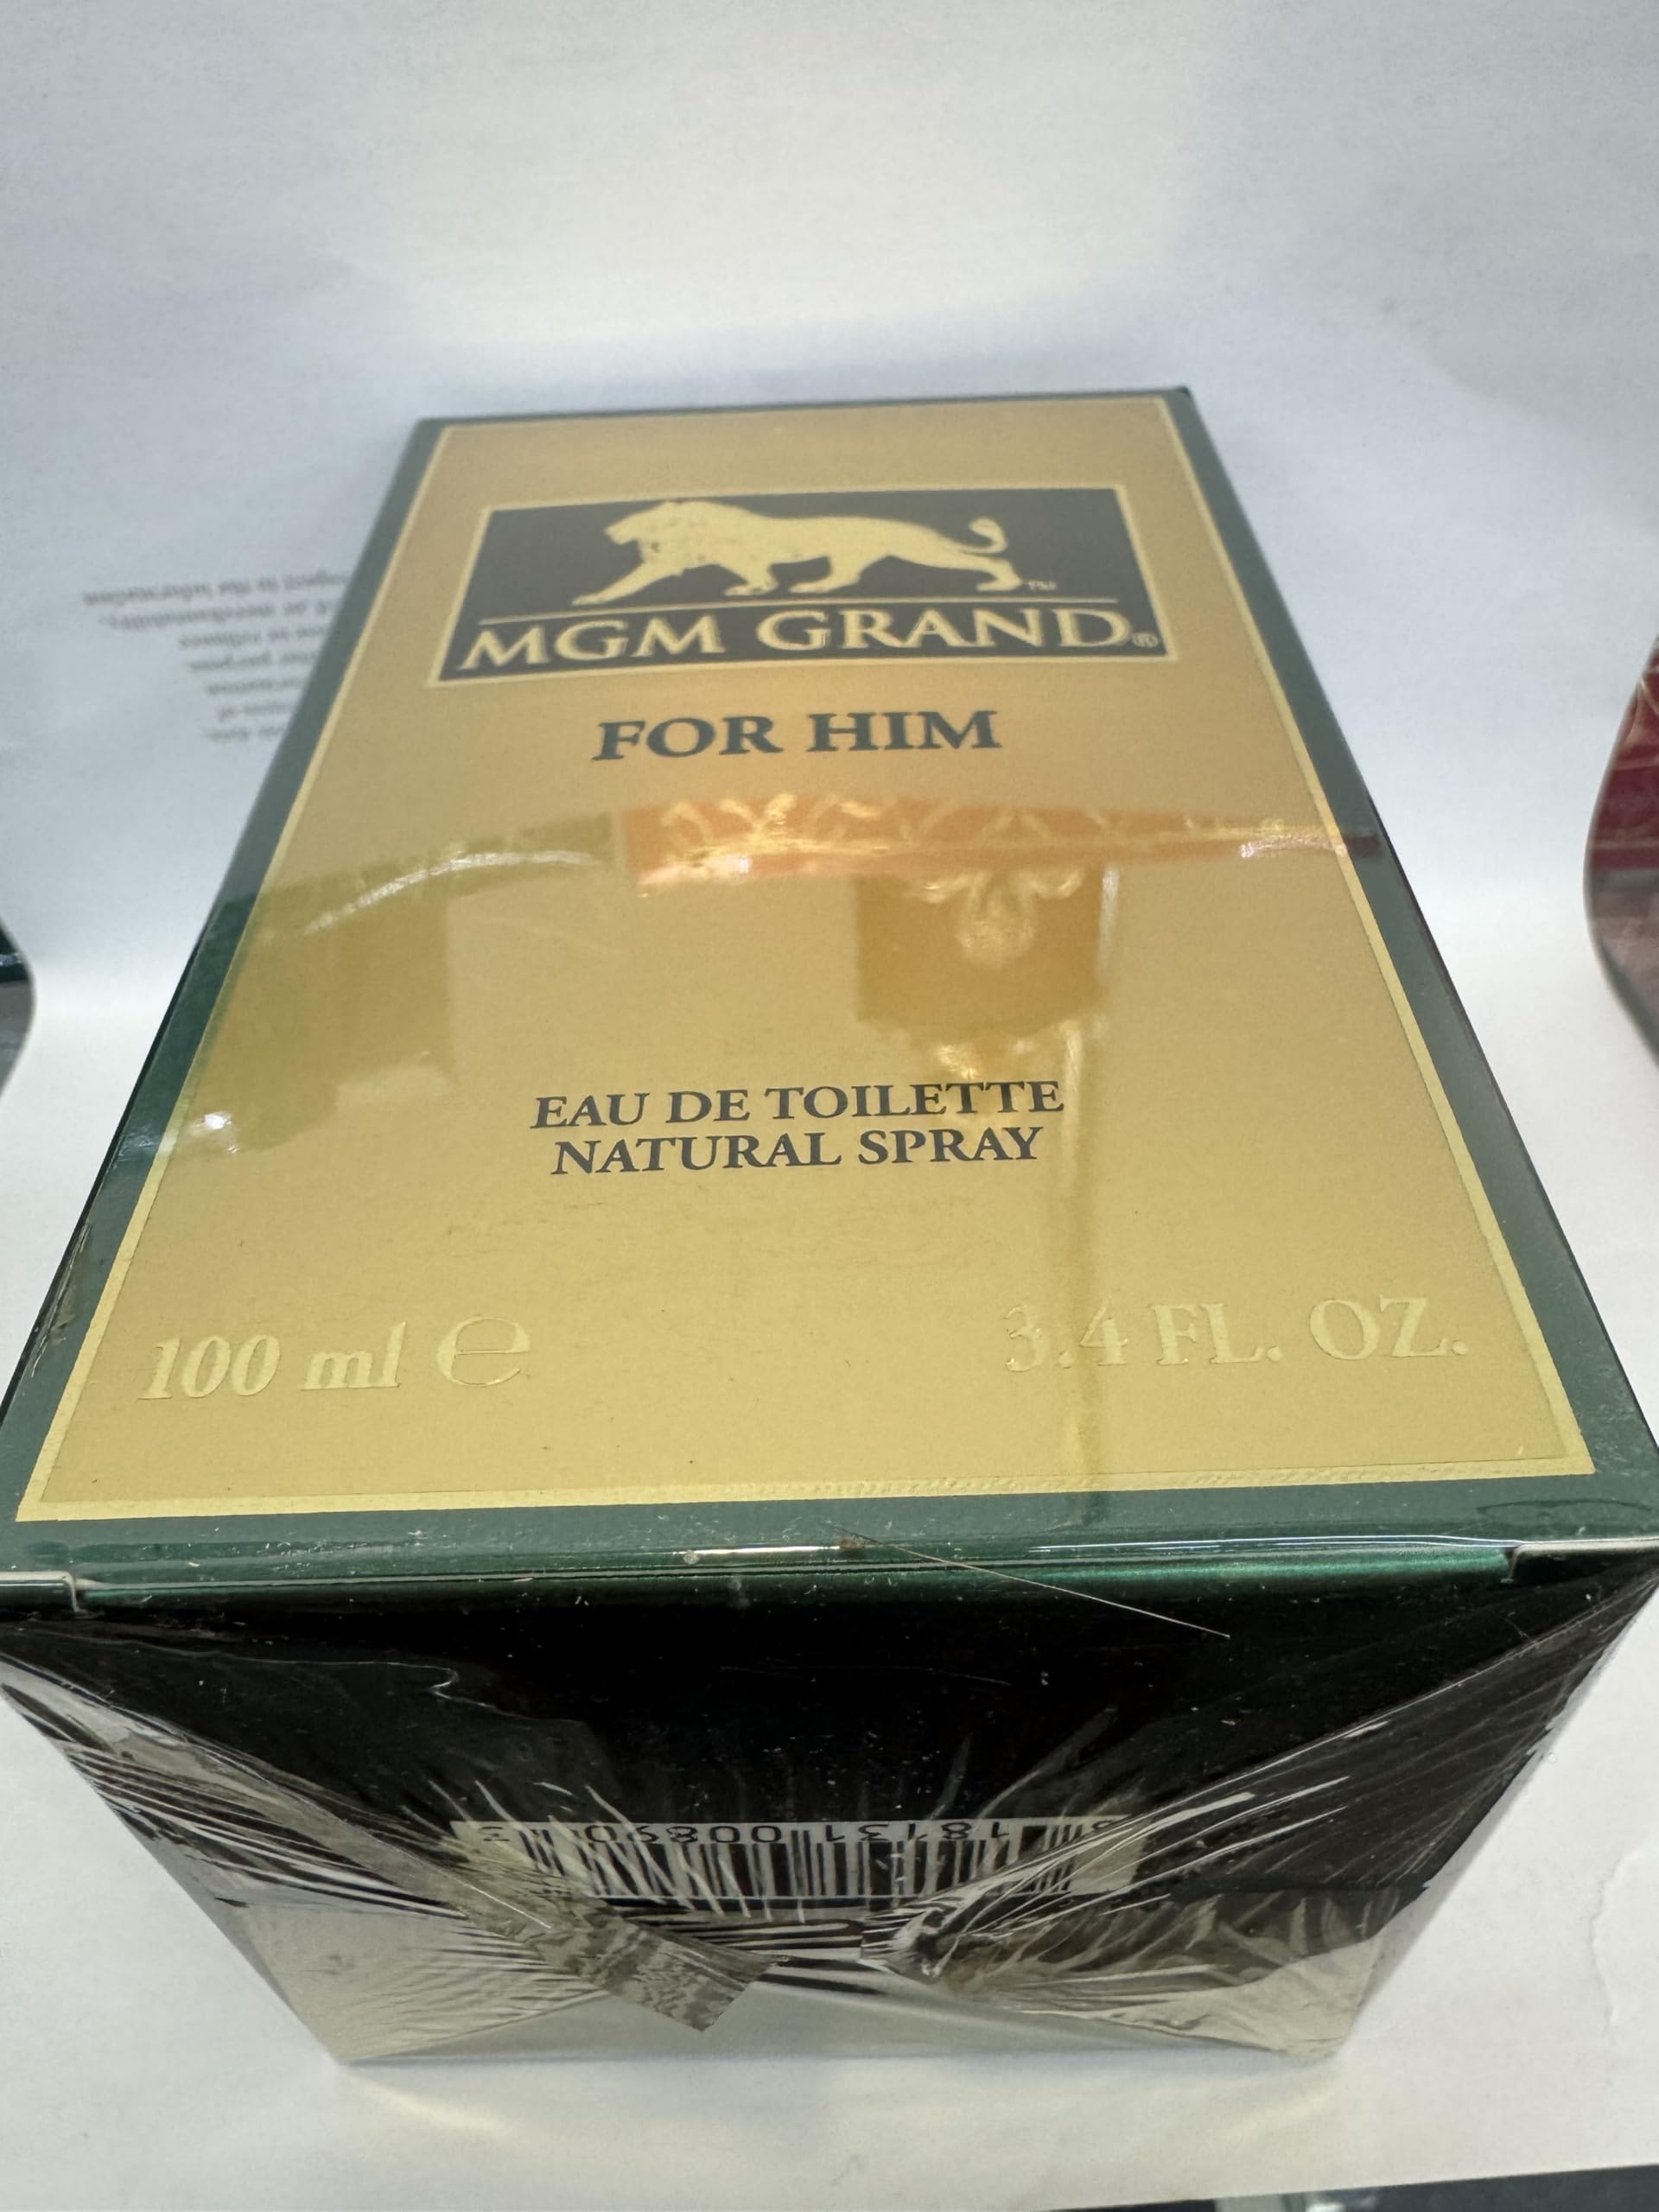 MGM GRAND®
FOR HIM
EAU DE TOILETTE
NATURAL SPRAY
100 ml ℮
3.4 FL. OZ.